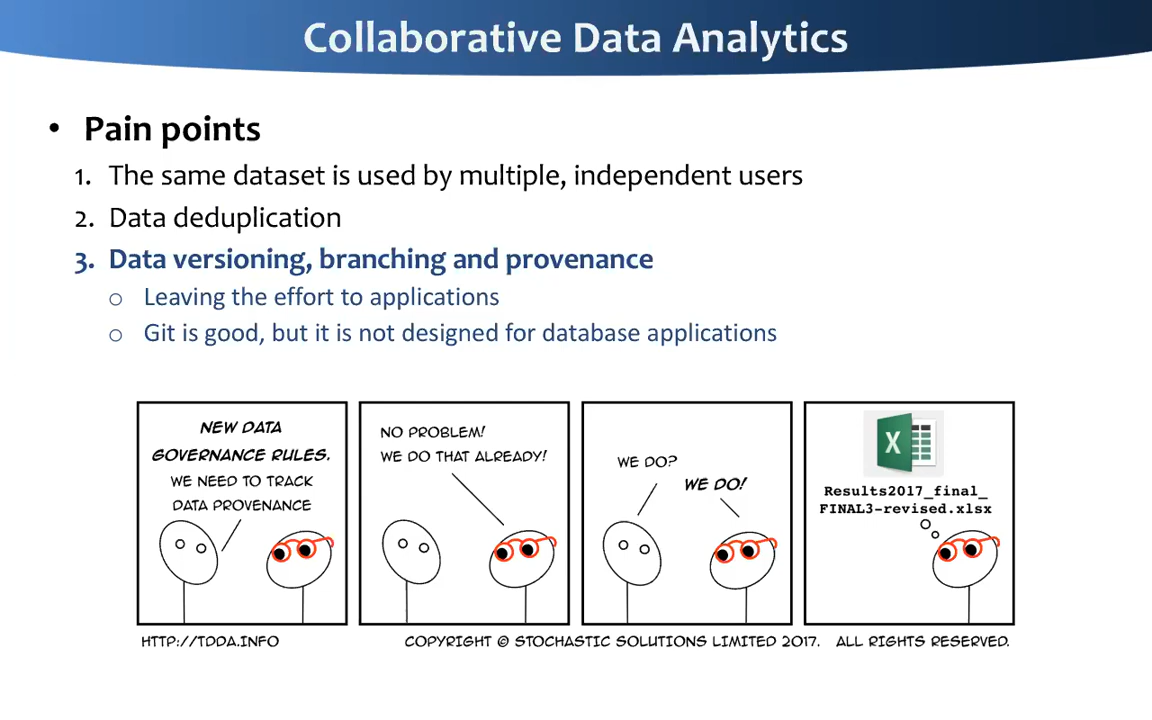 Collaborative Data Analytics
• Pain points
1. The same dataset is used by multiple, independent users
2. Data deduplication
3. Data versioning, branching and provenance
o Leaving the effort to applications
o Git is good, but it is not designed for database applications
NEW DATA
GOVERNANCE RULES.
WE NEED TO TRACK
DATA PROVENANCE
NO PROBLEM!
WE DO THAT ALREADY!
WE DO?
WE DO!
X
Results2017_final_
FINAL3-revised.xlsx
HTTP://TDDA.INFO
COPYRIGHT © STOCHASTIC SOLUTIONS LIMITED 2017. ALL RIGHTS RESERVED.